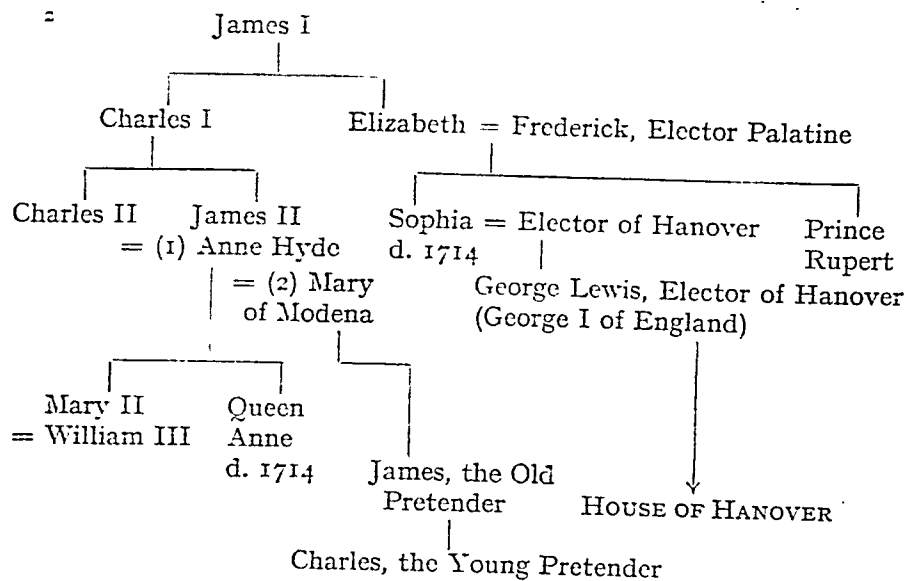 James I
Charles I
Elizabeth = Frederick, Elector Palatine
Charles II
James II
= (1) Anne Hyde
= (2) Mary
of Modena
Sophia = Elector of Hanover
d. 1714
Prince
Rupert
George Lewis, Elector of Hanover
(George I of England)
Mary II
= William III
Queen
Anne
d. 1714
James, the Old
Pretender
HOUSE OF HANOVER
Charles, the Young Pretender